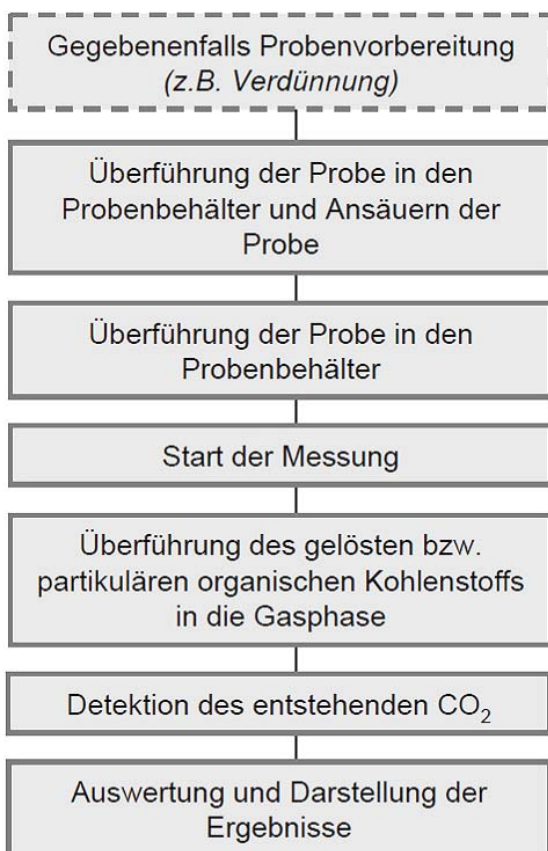 Gegebenenfalls Probenvorbereitung
(z.B. Verdünnung)
Überführung der Probe in den
Probenbehälter und Ansäuern der
Probe
Überführung der Probe in den
Probenbehälter
Start der Messung
Überführung des gelösten bzw.
partikulären organischen Kohlenstoffs
in die Gasphase
Detektion des entstehenden CO₂
Auswertung und Darstellung der
Ergebnisse